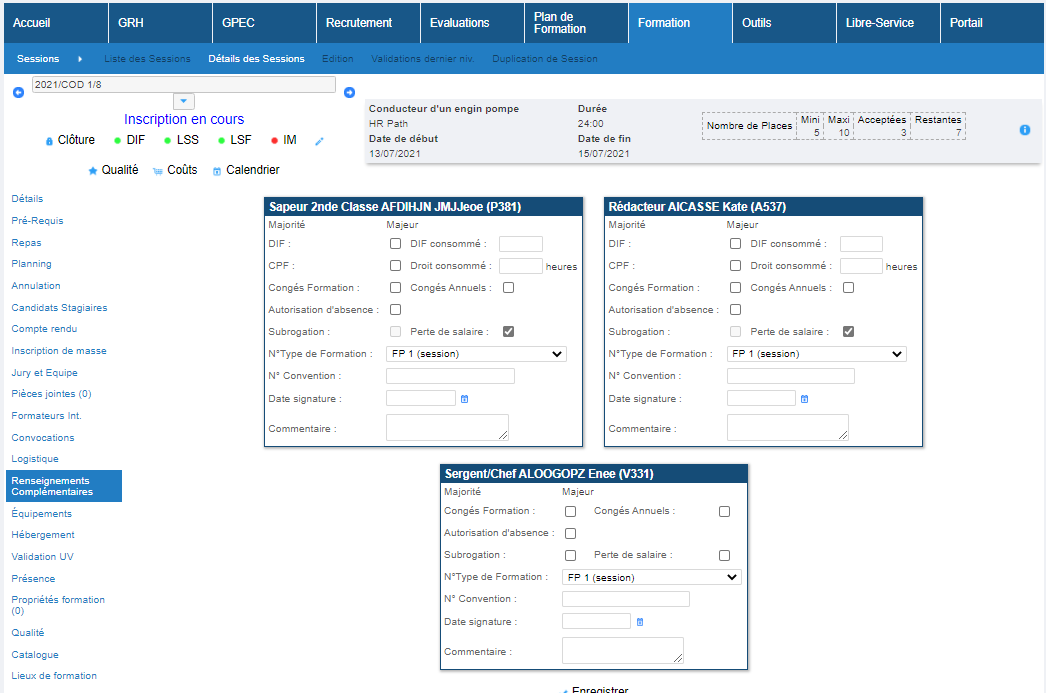 Accueil
GRH
GPEC
Recrutement
Evaluations
Plan de
Formation
Formation
Outils
Libre-Service
Portail
Sessions
Liste des Sessions
Détails des Sessions
Edition
Validations dernier niv.
Duplication de Session
2021/COD 1/8
Inscription en cours
Clôture
DIF
LSS
LSF
IM
Qualité
Coûts
Calendrier
Conducteur d'un engin pompe
Durée
HR Path
24:00
Date de début
Date de fin
13/07/2021
15/07/2021
Nombre de Places
Mini
5
Maxi
10
Acceptées
3
Restantes
7
Détails
Pré-Requis
Repas
Planning
Annulation
Candidats Stagiaires
Compte rendu
Inscription de masse
Jury et Equipe
Pièces jointes (0)
Formateurs Int.
Convocations
Logistique
Renseignements
Complémentaires
Équipements
Hébergement
Validation UV
Présence
Propriétés formation
(0)
Qualité
Catalogue
Lieux de formation
Sapeur 2nde Classe AFDIHJN JMJJeoe (P381)
Majorité Majeur
DIF : DIF consommé :
CPF : Droit consommé : heures
Congés Formation : Congés Annuels :
Autorisation d'absence :
Subrogation : Perte de salaire :
N°Type de Formation : FP 1 (session)
N° Convention :
Date signature :
Commentaire :
Rédacteur AICASSE Kate (A537)
Majorité Majeur
DIF : DIF consommé :
CPF : Droit consommé : heures
Congés Formation : Congés Annuels :
Autorisation d'absence :
Subrogation : Perte de salaire :
N°Type de Formation : FP 1 (session)
N° Convention :
Date signature :
Commentaire :
Sergent/Chef ALOOGOPZ Enee (V331)
Majorité Majeur
Congés Formation : Congés Annuels :
Autorisation d'absence :
Subrogation : Perte de salaire :
N°Type de Formation : FP 1 (session)
N° Convention :
Date signature :
Commentaire :
Enregistrer